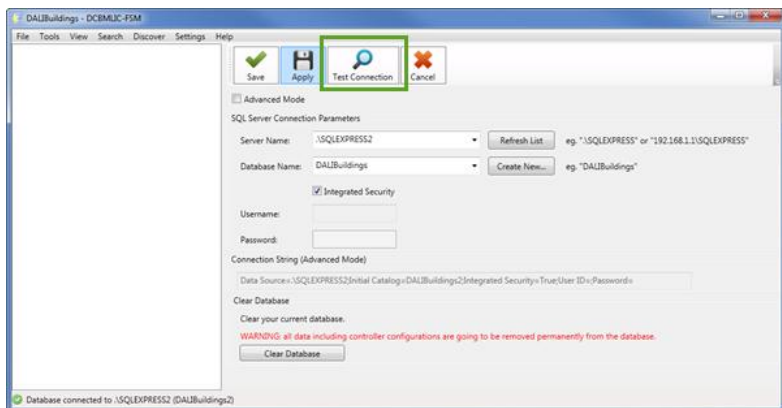 DALIBuildings - DCBMLIC-FSM
File Tools View Search Discover Settings Help
Save Apply Test Connection Cancel
Advanced Mode
SQL Server Connection Parameters
Server Name: .\SQLEXPRESS2 Refresh List eg. ".\SQLEXPRESS" or "192.168.1.1\SQLEXPRESS"
Database Name: DALIBuildings Create New... eg. "DALIBuildings"
Integrated Security
Username:
Password:
Connection String (Advanced Mode)
Data Source=.\SQLEXPRESS2;Initial Catalog=DALIBuildings2;Integrated Security=True;User ID=;Password=
Clear Database
Clear your current database.
WARNING: all data including controller configurations are going to be removed permanently from the database.
Clear Database
Database connected to .\SQLEXPRESS2 (DALIBuildings2)